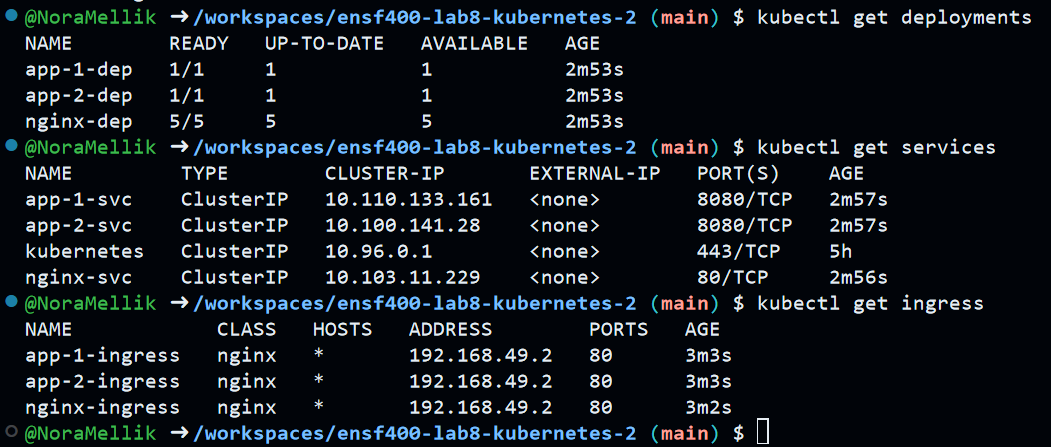 @NoraMellik ➜/workspaces/ensf400-lab8-kubernetes-2 (main) $ kubectl get deployments
NAME        READY   UP-TO-DATE   AVAILABLE   AGE
app-1-dep   1/1     1            1           2m53s
app-2-dep   1/1     1            1           2m53s
nginx-dep   5/5     5            5           2m53s
@NoraMellik ➜/workspaces/ensf400-lab8-kubernetes-2 (main) $ kubectl get services
NAME         TYPE        CLUSTER-IP       EXTERNAL-IP   PORT(S)    AGE
app-1-svc    ClusterIP   10.110.133.161   <none>        8080/TCP   2m57s
app-2-svc    ClusterIP   10.100.141.28    <none>        8080/TCP   2m57s
kubernetes   ClusterIP   10.96.0.1        <none>        443/TCP    5h
nginx-svc    ClusterIP   10.103.11.229    <none>        80/TCP     2m56s
@NoraMellik ➜/workspaces/ensf400-lab8-kubernetes-2 (main) $ kubectl get ingress
NAME            CLASS   HOSTS   ADDRESS        PORTS   AGE
app-1-ingress   nginx   *       192.168.49.2   80      3m3s
app-2-ingress   nginx   *       192.168.49.2   80      3m3s
nginx-ingress   nginx   *       192.168.49.2   80      3m2s
@NoraMellik ➜/workspaces/ensf400-lab8-kubernetes-2 (main) $